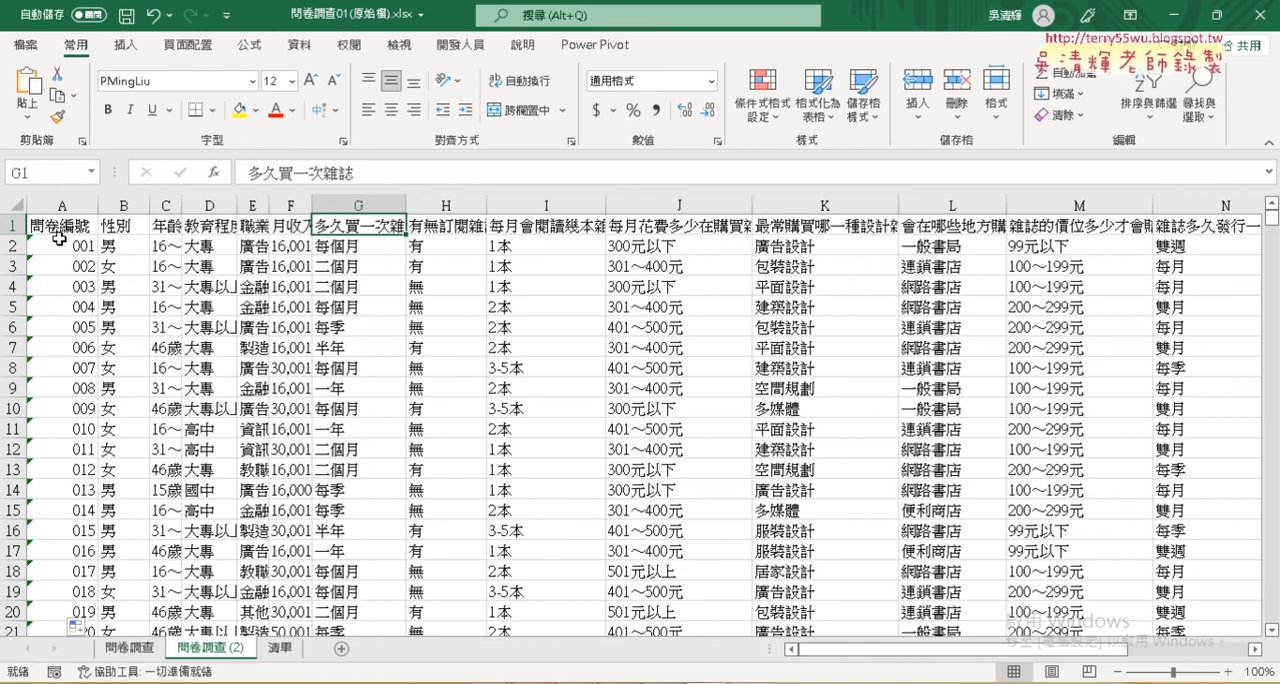 自動儲存 問卷調查01(原始檔).xlsx 搜尋 (Alt+Q) 吳清輝
檔案 常用 插入 頁面配置 公式 資料 校閱 檢視 開發人員 說明 Power Pivot 共用
http://terry55wu.blogspot.tw
吳清輝老師錄製
貼上 PMingLiu 12 自動換行 通用格式 條件式格式設定 格式化為表格 儲存格樣式 插入 刪除 格式 自動加總
B I U 跨欄置中 $ % 填滿 排序與篩選 尋找與選取
清除
剪貼簿 字型 對齊方式 數值 樣式 儲存格 編輯
G1 fx 多久買一次雜誌
A B C D E F G H I J K L M N
1 問卷編號 性別 年齡 教育程度 職業 月收入 多久買一次雜 有無訂閱雜 每月會閱讀幾本雜 每月花費多少在購買雜 最常購買哪一種設計雜 會在哪些地方購 雜誌的價位多少才會購 雜誌多久發行一
2 001 男 16～ 大專 廣告 16,001 每個月 有 1本 300元以下 廣告設計 一般書局 99元以下 雙週
3 002 女 16～ 大專 廣告 16,001 二個月 有 1本 301～400元 包裝設計 連鎖書店 100～199元 每月
4 003 男 31～ 大專以上 金融 16,001 每個月 無 1本 300元以下 平面設計 網路書店 100～199元 每月
5 004 男 16～ 大專 金融 16,001 每個月 無 2本 301～400元 建築設計 網路書店 200～299元 雙月
6 005 男 31～ 大專以上 廣告 16,001 每季 無 2本 401～500元 包裝設計 連鎖書店 200～299元 每月
7 006 女 46歲 大專 製造 16,001 半年 有 2本 301～400元 平面設計 網路書店 200～299元 雙月
8 007 女 16～ 大專 廣告 30,001 每個月 無 3-5本 401～500元 建築設計 網路書店 200～299元 每季
9 008 男 31～ 大專 金融 16,001 一年 無 2本 301～400元 空間規劃 一般書局 100～199元 每月
10 009 女 46歲 大專以上 廣告 30,001 每個月 有 3-5本 300元以下 多媒體 一般書局 100～199元 雙月
11 010 女 16～ 高中 資訊 16,001 一年 無 2本 401～500元 平面設計 連鎖書店 100～199元 每月
12 011 女 31～ 高中 資訊 30,001 二個月 無 1本 301～400元 建築設計 網路書店 100～199元 雙月
13 012 女 46歲 大專 教職 16,001 二個月 有 1本 300元以下 空間規劃 網路書店 200～299元 每季
14 013 男 15歲 國中 廣告 16,000 每季 無 1本 300元以下 廣告設計 網路書店 100～199元 雙月
15 014 男 16～ 高中 金融 16,001 每季 無 2本 301～400元 多媒體 便利商店 200～299元 每月
16 015 男 31～ 大專以上 製造 30,001 半年 有 3-5本 401～500元 服裝設計 網路書店 99元以下 每季
17 016 男 46歲 大專 廣告 16,001 一年 有 1本 301～400元 服裝設計 便利商店 99元以下 雙週
18 017 男 46歲 大專 教職 30,001 每個月 無 2本 501元以上 居家設計 網路書店 100～199元 每月
19 018 女 31～ 大專以上 金融 16,001 每個月 無 3-5本 401～500元 廣告設計 連鎖書店 200～299元 雙月
20 019 男 46歲 大專 其他 30,001 二個月 有 1本 501元以上 包裝設計 連鎖書店 100～199元 雙週
啟用 Windows
移至 [電腦設定] 以啟用 Windows。
問卷調查 問卷調查 (2) 清單
就緒 協助工具: 一切準備就緒 100%